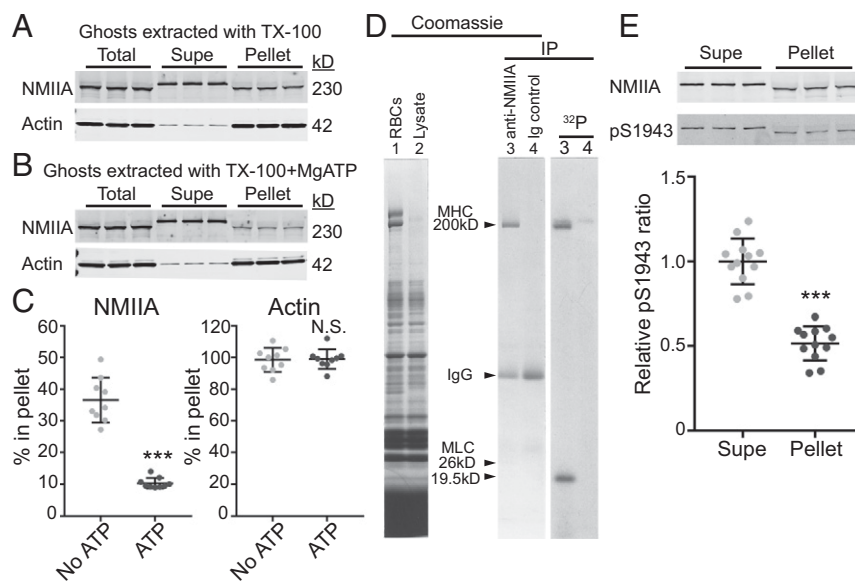 A
Ghosts extracted with TX-100
Total Supe Pellet kD
NMIIA 230
Actin 42
B
Ghosts extracted with TX-100+MgATP
Total Supe Pellet kD
NMIIA 230
Actin 42
C
NMIIA
% in pellet
60
50
40
30
20
10
0
***
No ATP ATP
Actin
% in pellet
120
100
80
60
40
20
0
N.S.
No ATP ATP
D
Coomassie
IP
RBCs
Lysate
anti-NMIIA
Ig control
32P
1 2 3 4 3 4
MHC
200kD
IgG
MLC
26kD
19.5kD
E
Supe Pellet
NMIIA
pS1943
Relative pS1943 ratio
1.5
1.0
0.5
0.0
***
Supe Pellet